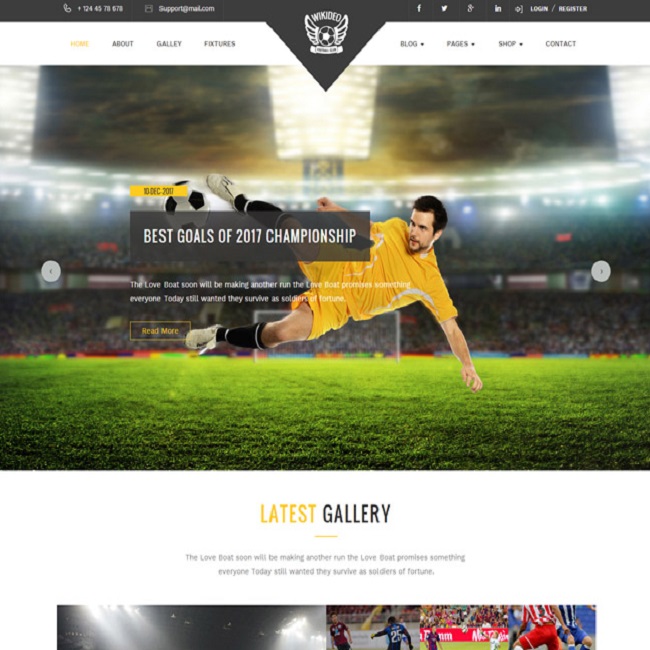 + 124 45 78 678
Siupport@mail.com
LOGIN / REGISTER
HOME
ABOUT
GALLEY
FIXTURES
WIKIDEO
FOOTBALL CLUB
BLOG
PAGES
SHOP
CONTACT
10-DEC-2017
BEST GOALS OF 2017 CHAMPIONSHIP
The Love Boat soon will be making another run the Love Boat promises something
everyone Today still wanted they survive as soldiers of fortune.
Read More
LATEST GALLERY
The Love Boat soon will be making another run the Love Boat promises something
everyone Today still wanted they survive as soldiers of fortune.
25